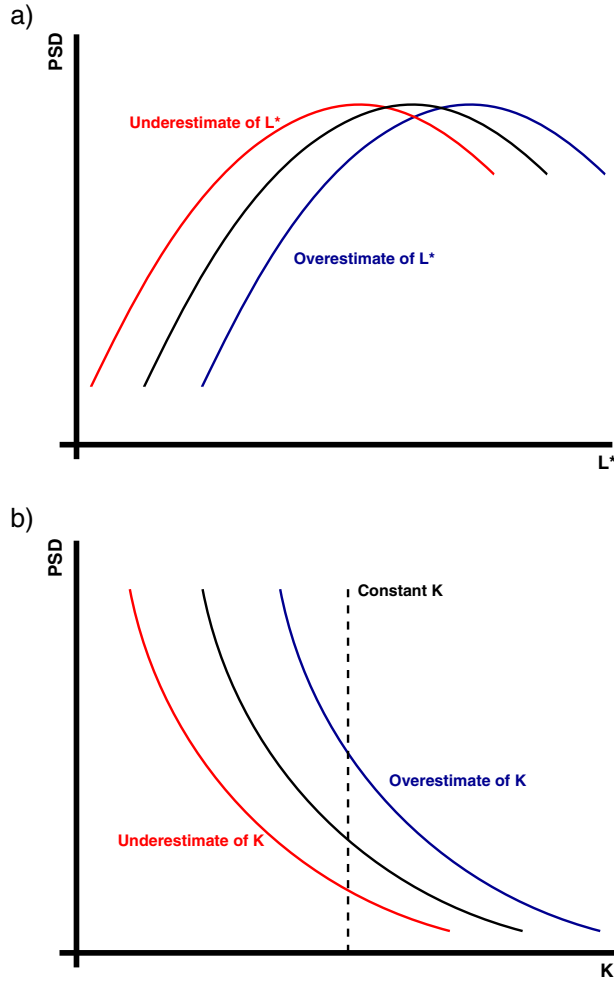 a)
PSD
Underestimate of L*
Overestimate of L*
L*
b)
PSD
Constant K
Overestimate of K
Underestimate of K
K